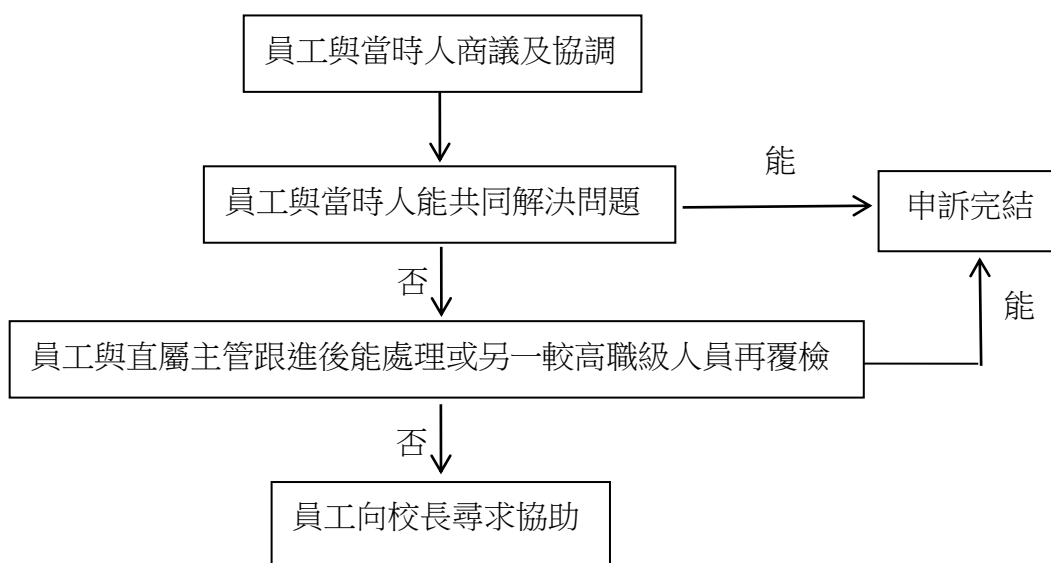 員工與當時人商議及協調
能
員工與當時人能共同解決問題
申訴完結
否
能
員工與直屬主管跟進後能處理或另一較高職級人員再覆檢
否
員工向校長尋求協助